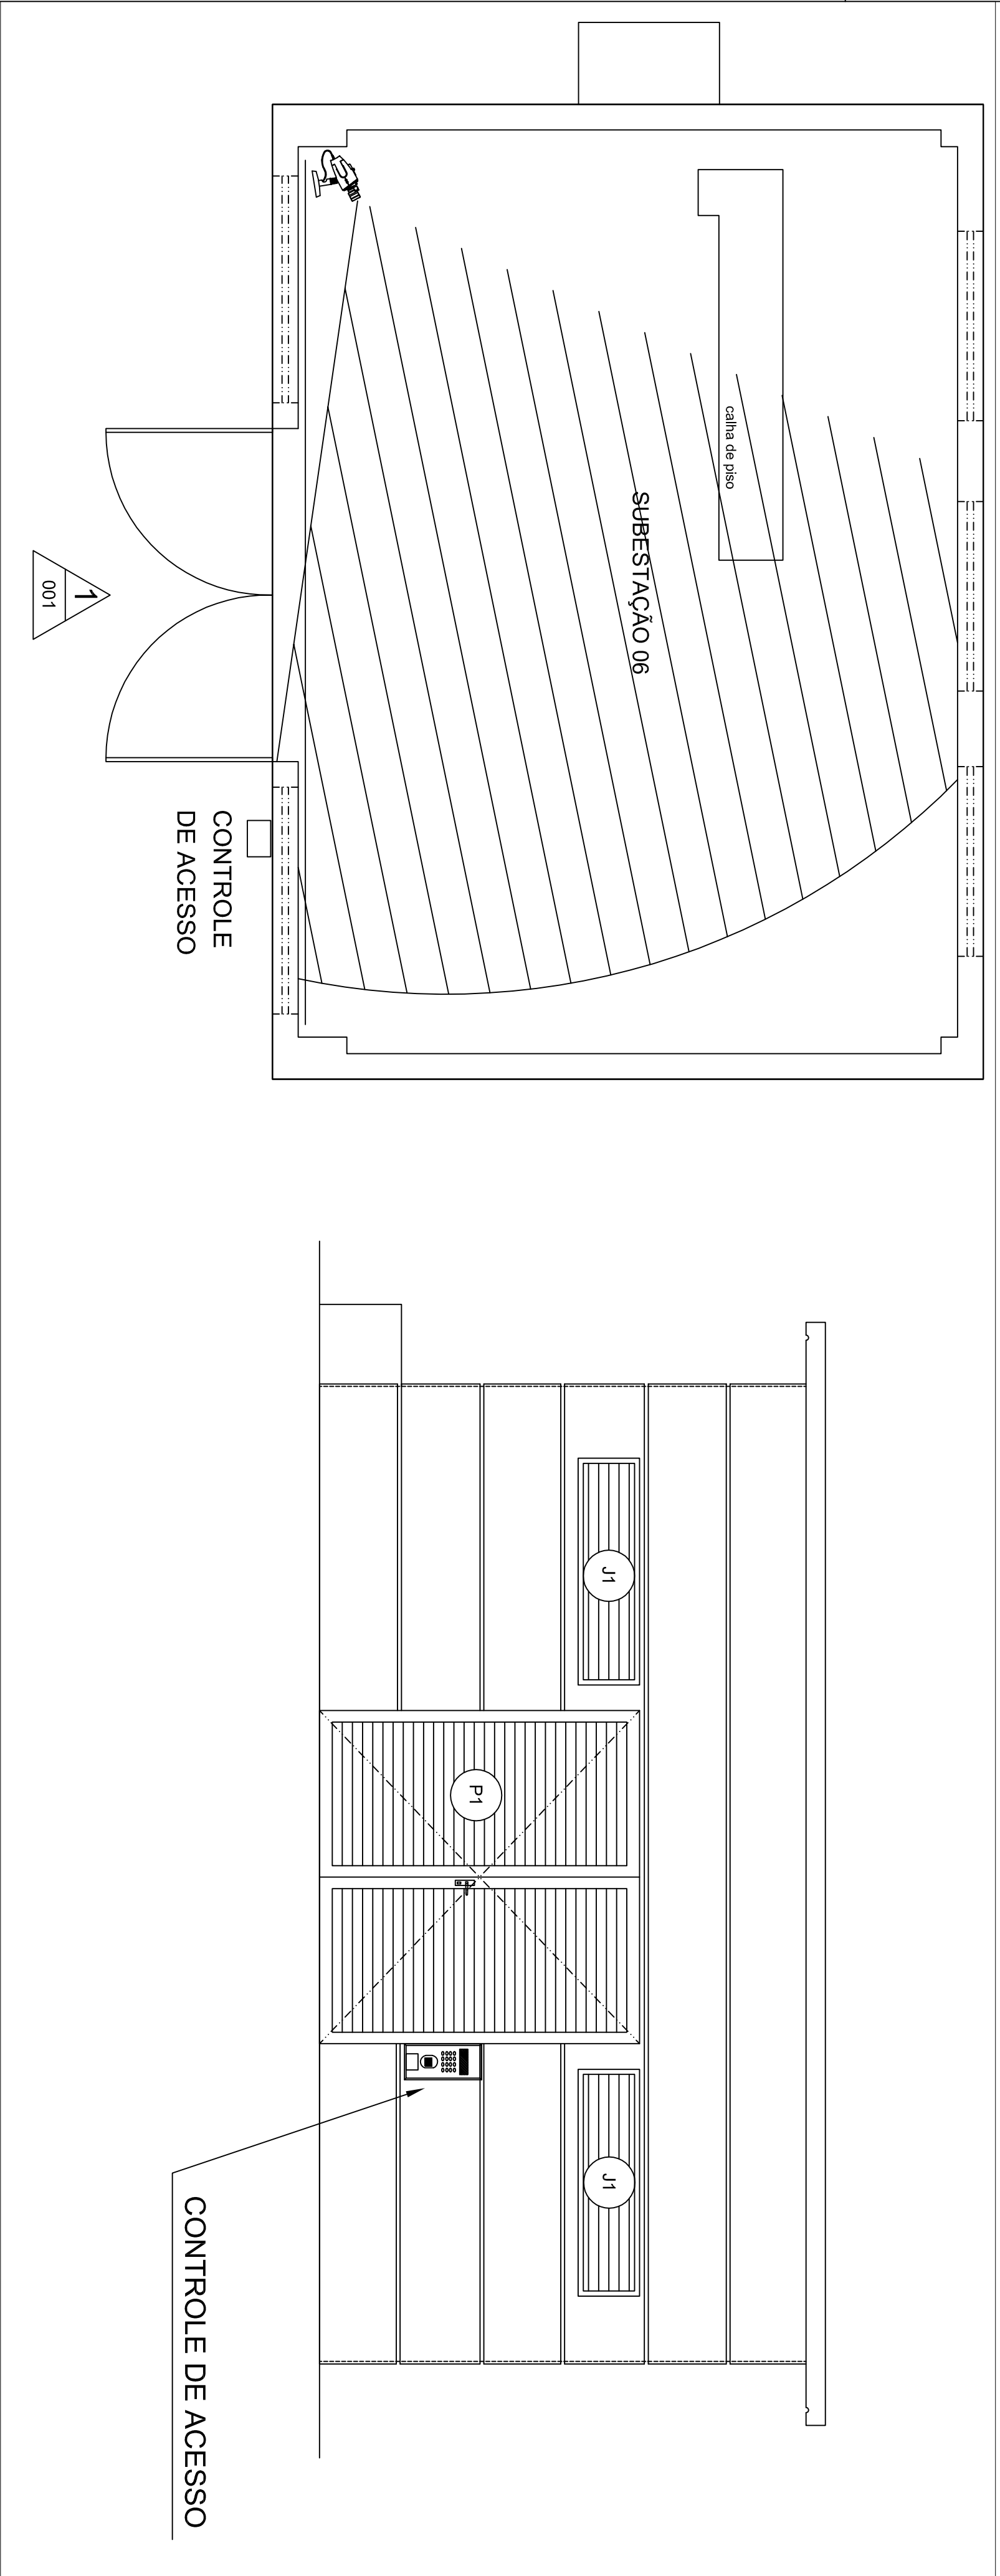 calha de piso
SUBESTAÇÃO 06
CONTROLE
DE ACESSO
1
001
J1
P1
J1
CONTROLE DE ACESSO